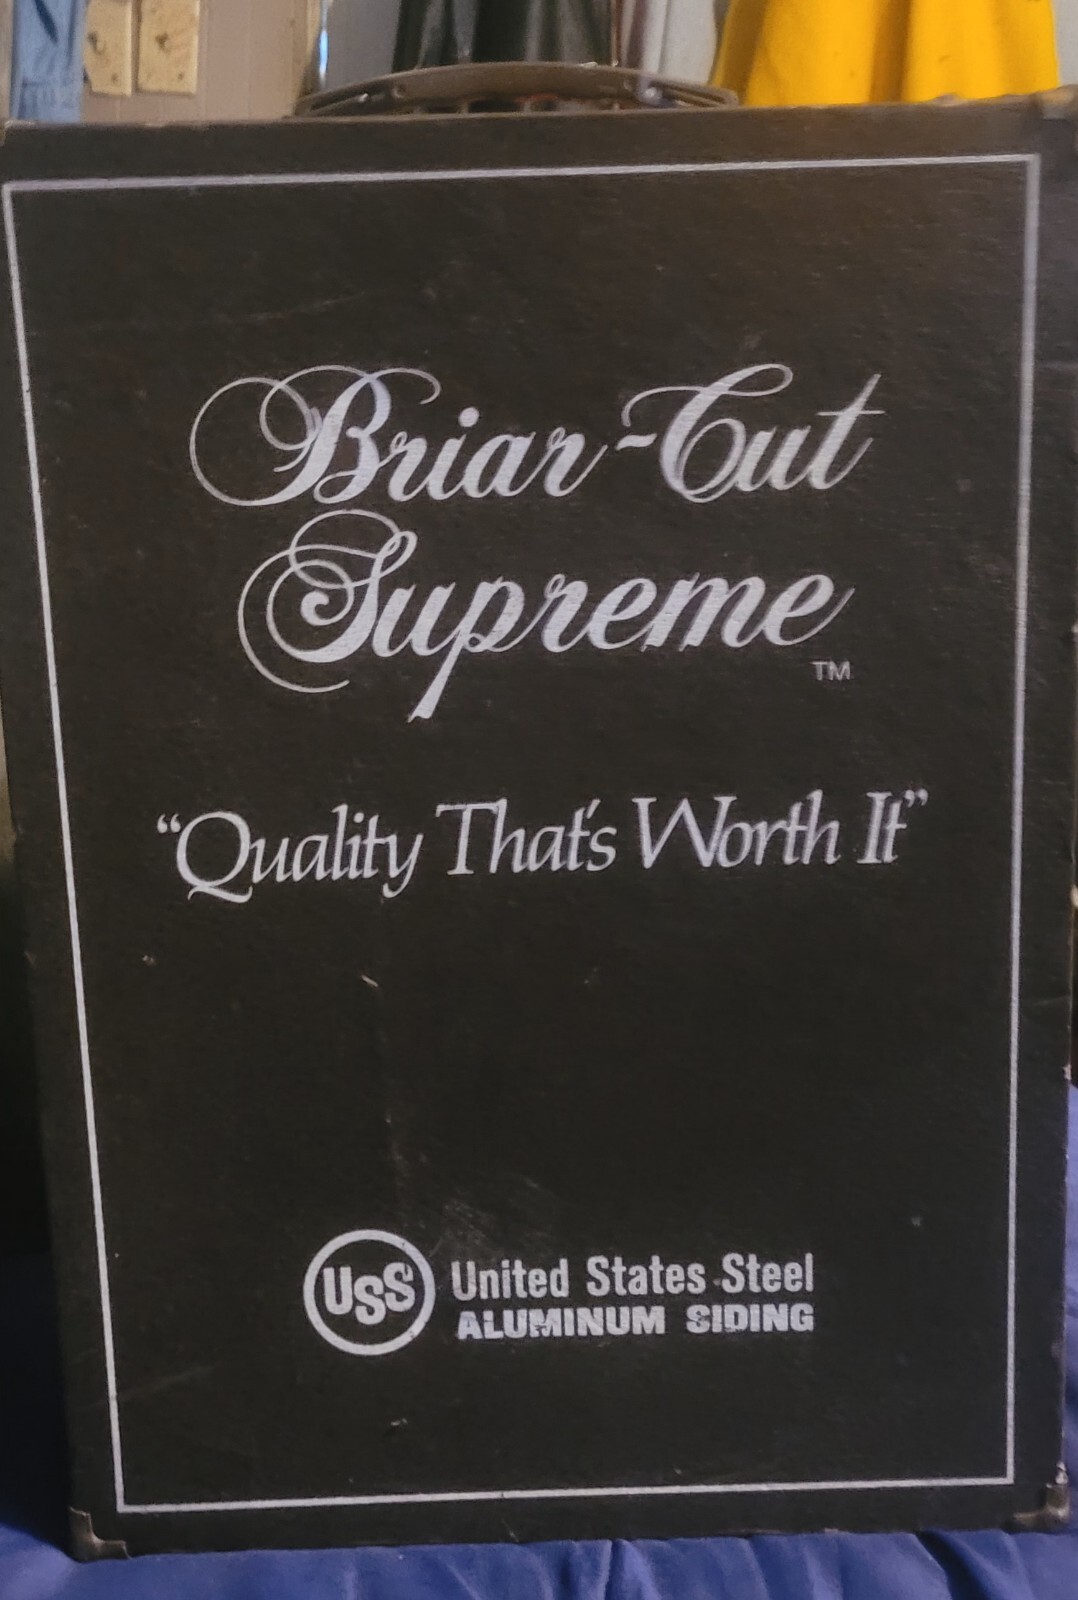 Briar-Cut
Supreme
TM
“Quality That's Worth It”
USS United States Steel
ALUMINUM SIDING